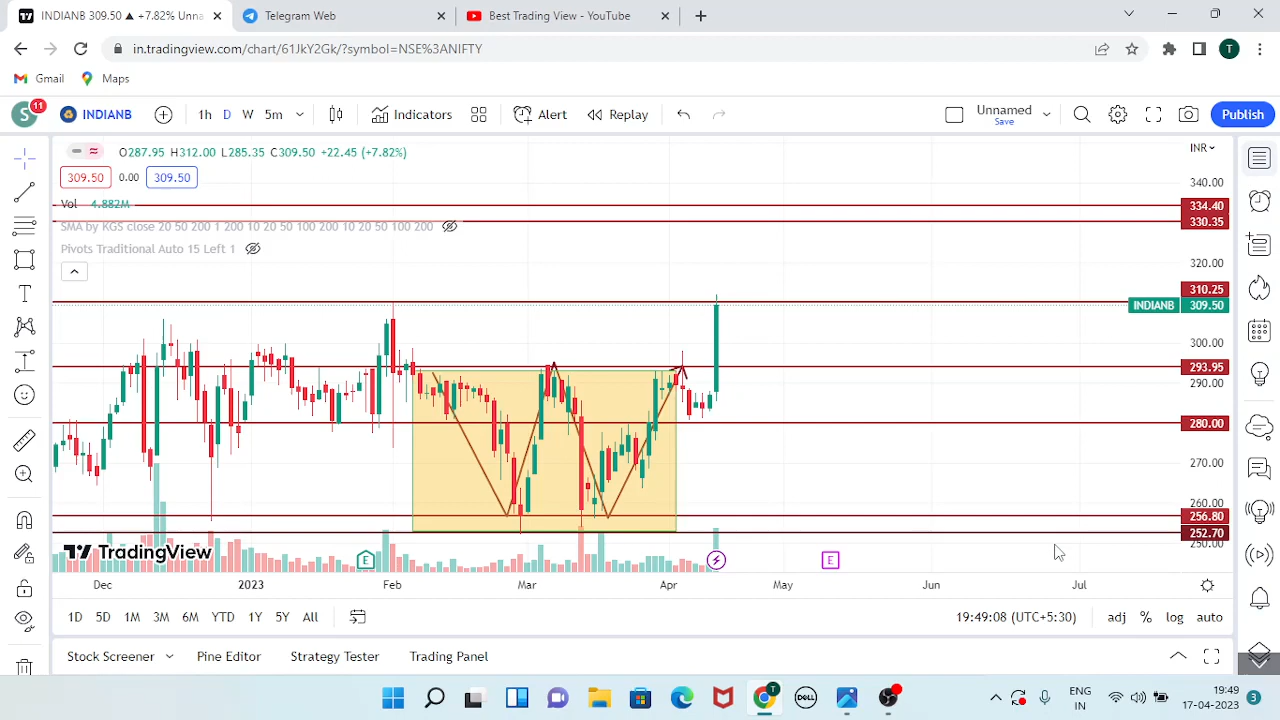 INDIANB 309.50 ▲ +7.82% Unna
Telegram Web
Best Trading View - YouTube
in.tradingview.com/chart/61JkY2Gk/?symbol=NSE%3ANIFTY
T
Gmail
Maps
S
11
INDIANB
1h
D
W
5m
Indicators
Alert
Replay
Unnamed
Save
Publish
O287.95 H312.00 L285.35 C309.50 +22.45 (+7.82%)
INR
309.50
0.00
309.50
Vol 4.882M
SMA by KGS close 20 50 200 1 200 10 20 50 100 200 10 20 50 100 200
Pivots Traditional Auto 15 Left 1
340.00
334.40
330.35
320.00
310.25
INDIANB 309.50
300.00
293.95
290.00
280.00
270.00
260.00
256.80
252.70
250.00
TradingView
E
E
Dec
2023
Feb
Mar
Apr
May
Jun
Jul
1D
5D
1M
3M
6M
YTD
1Y
5Y
All
19:49:08 (UTC+5:30)
adj
%
log
auto
Stock Screener
Pine Editor
Strategy Tester
Trading Panel
T
DELL
ENG
IN
19:49
17-04-2023
3